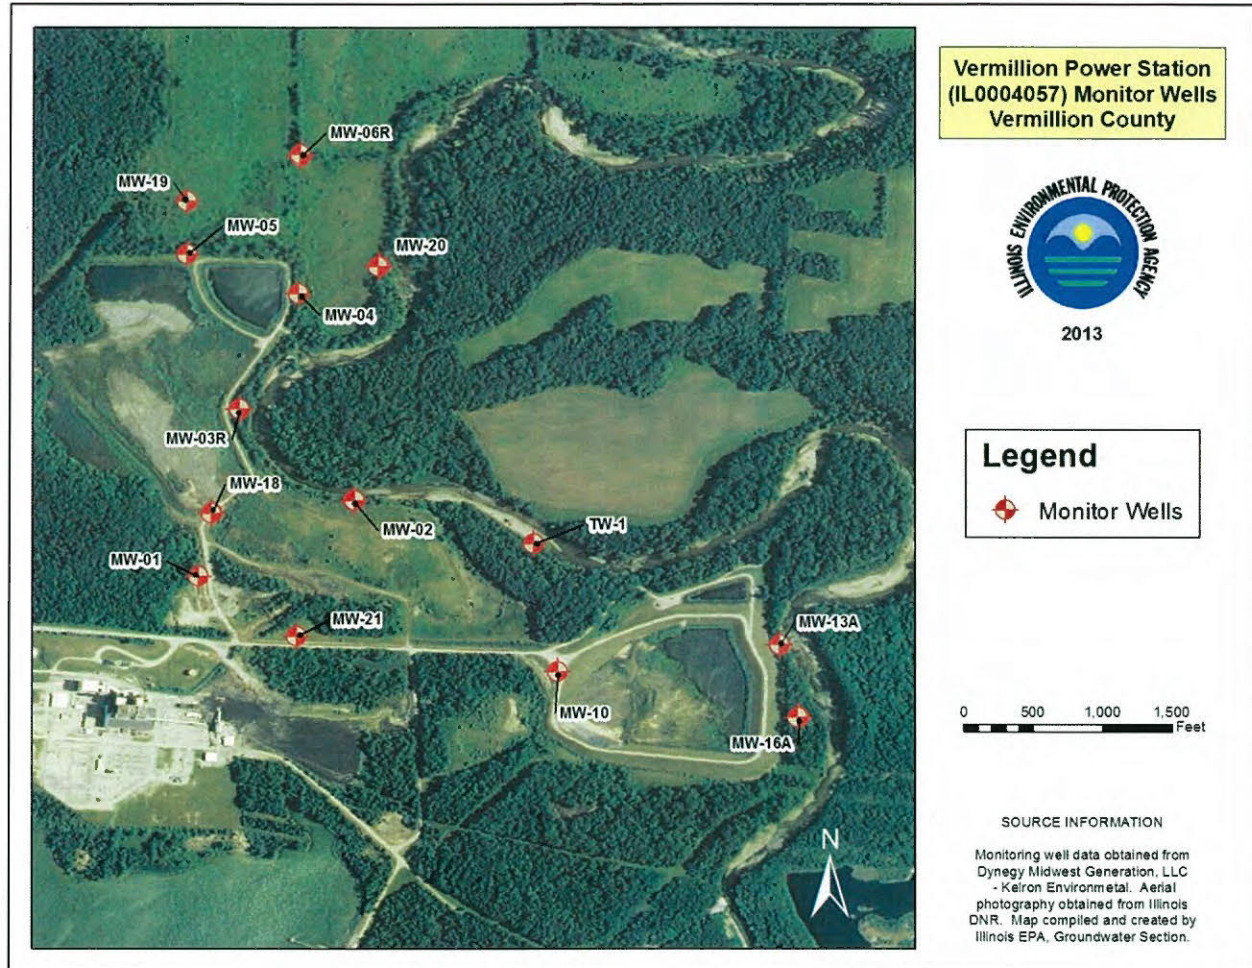 Vermillion Power Station
(IL0004057) Monitor Wells
Vermillion County
ILLINOIS ENVIRONMENTAL PROTECTION AGENCY
2013
Legend
Monitor Wells
0 500 1,000 1,500
Feet
SOURCE INFORMATION
Monitoring well data obtained from
Dynegy Midwest Generation, LLC
- Kelron Environmetal. Aerial
photography obtained from Illinois
DNR. Map compiled and created by
Illinois EPA, Groundwater Section.
MW-06R
MW-19
MW-05
MW-20
MW-04
MW-03R
MW-18
MW-02
TW-1
MW-01
MW-21
MW-13A
MW-10
MW-16A
N